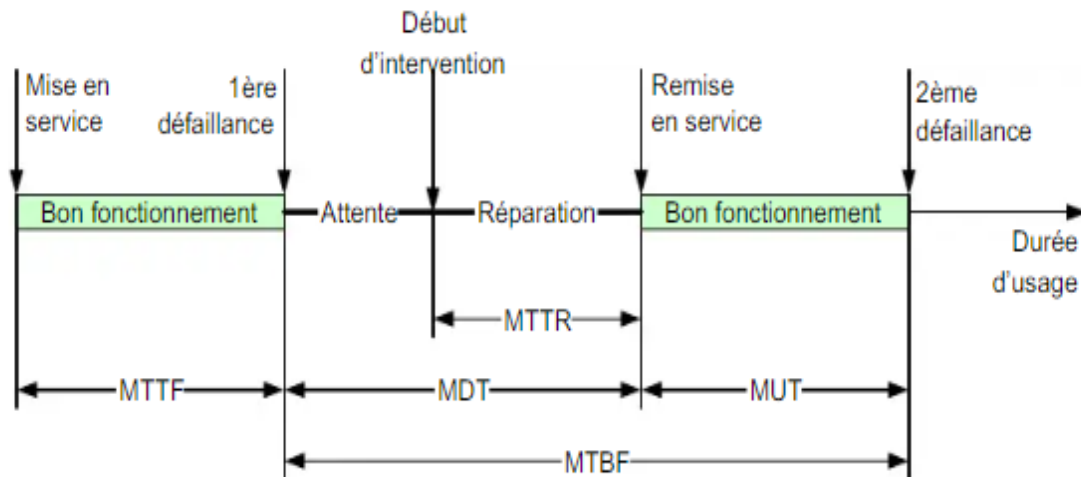 Début
d'intervention
Mise en
service
1ère
défaillance
Remise
en service
2ème
défaillance
Bon fonctionnement
Attente
Réparation
Bon fonctionnement
Durée
d'usage
MTTR
MTTF
MDT
MUT
MTBF